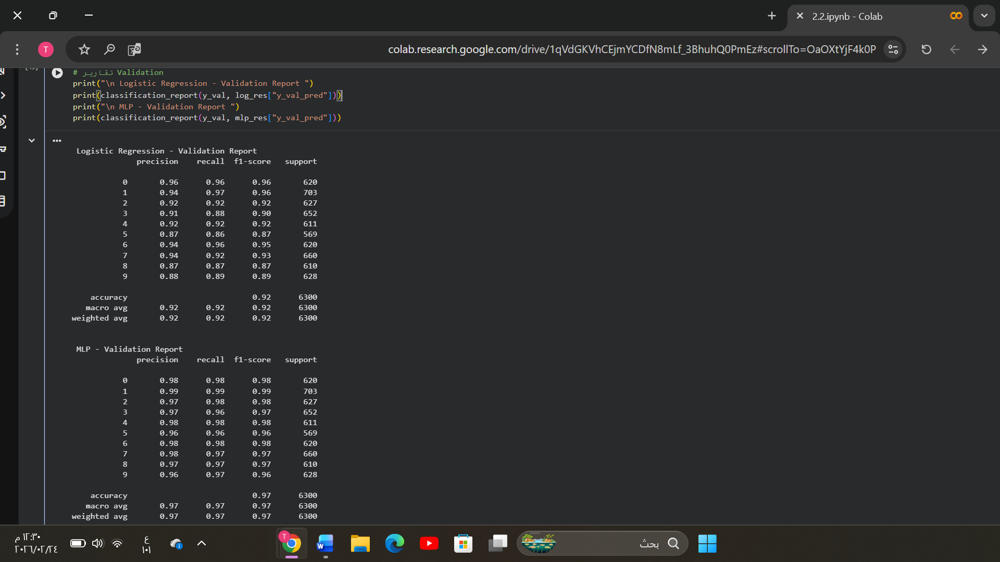 2.2.ipynb - Colab
colab.research.google.com/drive/1qVdGKVhCEjmYCDfN8mLf_3BhuhQ0PmEz#scrollTo=OaOXtYjF4k0P
T
# تقارير Validation
print("\n Logistic Regression - Validation Report ")
print(classification_report(y_val, log_res["y_val_pred"]))
print("\n MLP - Validation Report ")
print(classification_report(y_val, mlp_res["y_val_pred"]))
Logistic Regression - Validation Report
precision recall f1-score support
0 0.96 0.96 0.96 620
1 0.94 0.97 0.96 703
2 0.92 0.92 0.92 627
3 0.91 0.88 0.90 652
4 0.92 0.92 0.92 611
5 0.87 0.86 0.87 569
6 0.94 0.96 0.95 620
7 0.94 0.92 0.93 660
8 0.87 0.87 0.87 610
9 0.88 0.89 0.89 628
accuracy 0.92 6300
macro avg 0.92 0.92 0.92 6300
weighted avg 0.92 0.92 0.92 6300
MLP - Validation Report
precision recall f1-score support
0 0.98 0.98 0.98 620
1 0.99 0.99 0.99 703
2 0.97 0.98 0.98 627
3 0.97 0.96 0.97 652
4 0.98 0.98 0.98 611
5 0.96 0.96 0.96 569
6 0.98 0.98 0.98 620
7 0.98 0.97 0.97 660
8 0.97 0.97 0.97 610
9 0.96 0.97 0.96 628
accuracy 0.97 6300
macro avg 0.97 0.97 0.97 6300
weighted avg 0.97 0.97 0.97 6300
بحث
ع
١٠١
١٢:٣٠ م
٢٠٢٦/٠٢/٢٤